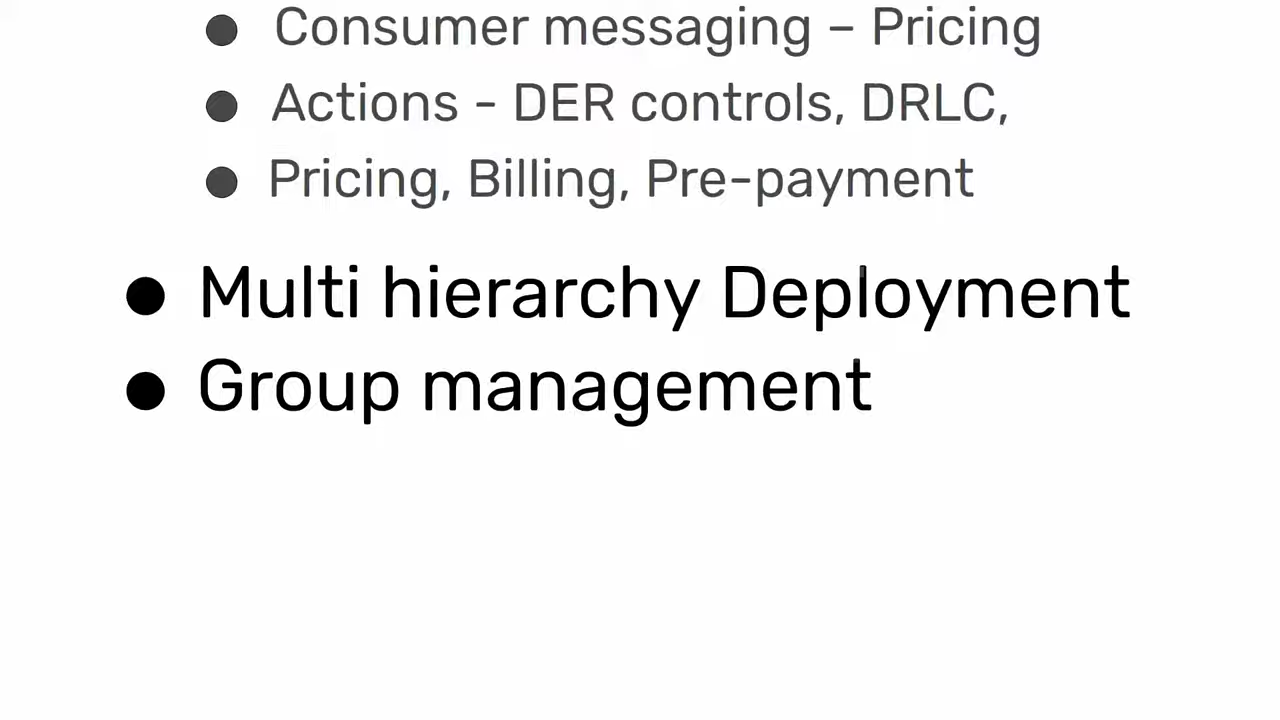 ● Consumer messaging – Pricing
● Actions - DER controls, DRLC,
● Pricing, Billing, Pre-payment
● Multi hierarchy Deployment
● Group management